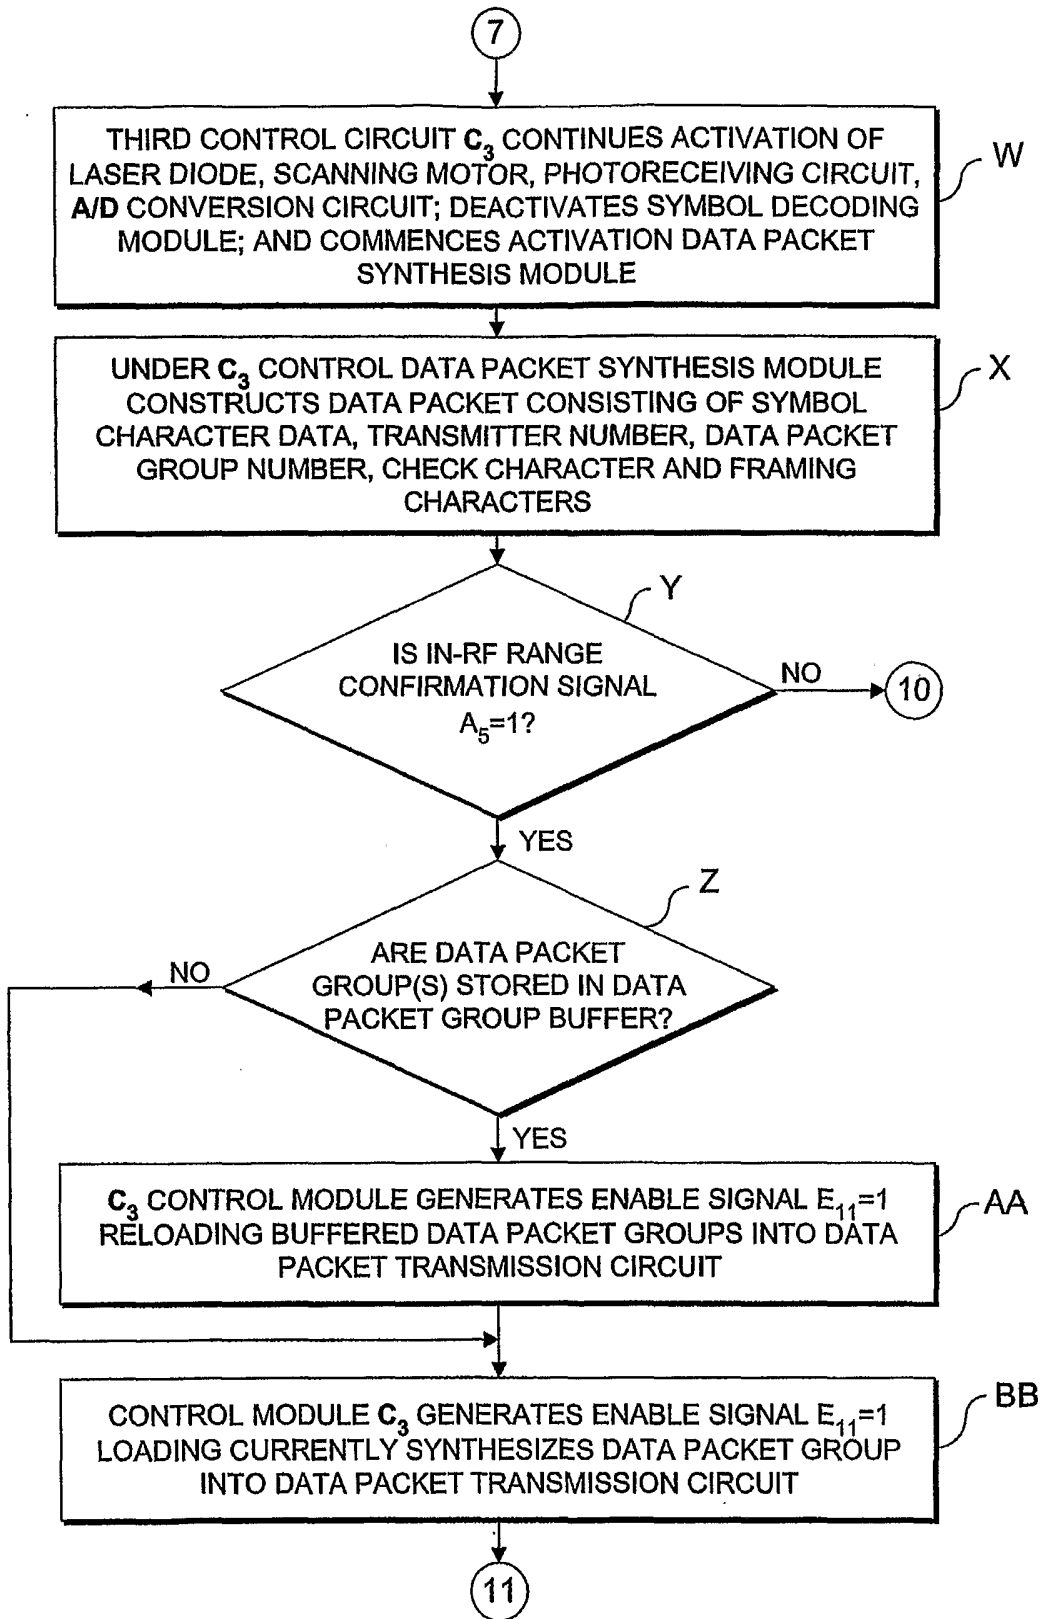 7
THIRD CONTROL CIRCUIT C3 CONTINUES ACTIVATION OF
LASER DIODE, SCANNING MOTOR, PHOTORECEIVING CIRCUIT,
A/D CONVERSION CIRCUIT; DEACTIVATES SYMBOL DECODING
MODULE; AND COMMENCES ACTIVATION DATA PACKET
SYNTHESIS MODULE
W
UNDER C3 CONTROL DATA PACKET SYNTHESIS MODULE
CONSTRUCTS DATA PACKET CONSISTING OF SYMBOL
CHARACTER DATA, TRANSMITTER NUMBER, DATA PACKET
GROUP NUMBER, CHECK CHARACTER AND FRAMING
CHARACTERS
X
Y
IS IN-RF RANGE
CONFIRMATION SIGNAL
A5=1?
NO
10
YES
Z
ARE DATA PACKET
GROUP(S) STORED IN DATA
PACKET GROUP BUFFER?
NO
YES
C3 CONTROL MODULE GENERATES ENABLE SIGNAL E11=1
RELOADING BUFFERED DATA PACKET GROUPS INTO DATA
PACKET TRANSMISSION CIRCUIT
AA
CONTROL MODULE C3 GENERATES ENABLE SIGNAL E11=1
LOADING CURRENTLY SYNTHESIZES DATA PACKET GROUP
INTO DATA PACKET TRANSMISSION CIRCUIT
BB
11